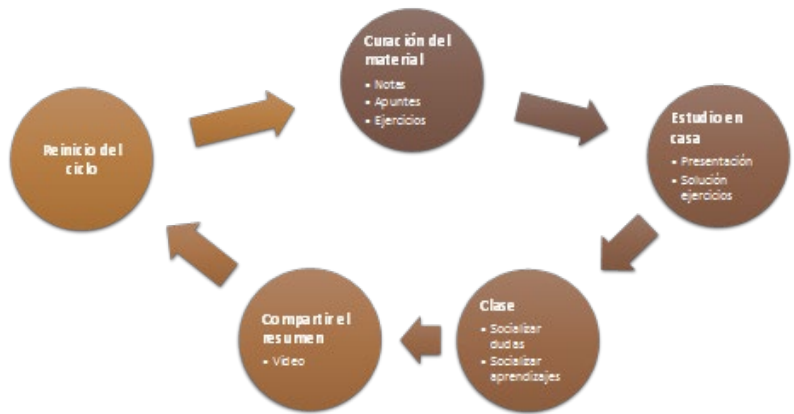 Curación del
material
• Notas
• Apuntes
• Ejercicios
Estudio en
casa
• Presentación
• Solución
ejercicios
Clase
• Socializar
dudas
• Socializar
aprendizajes
Compartir el
resumen
• Vídeo
Reinicio del
ciclo